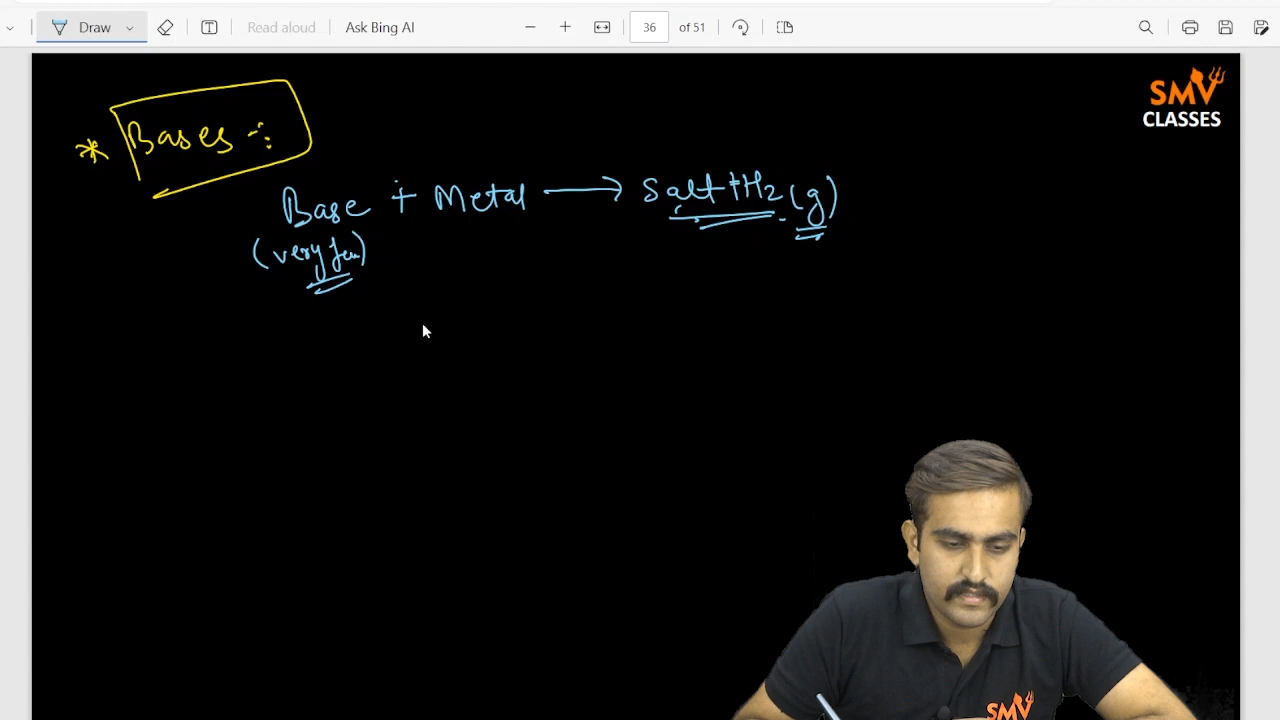 Draw
Read aloud
Ask Bing AI
36 of 51
SMV
CLASSES
* Bases -:
Base + Metal → Salt + H2 (g)
(very few)
SMV